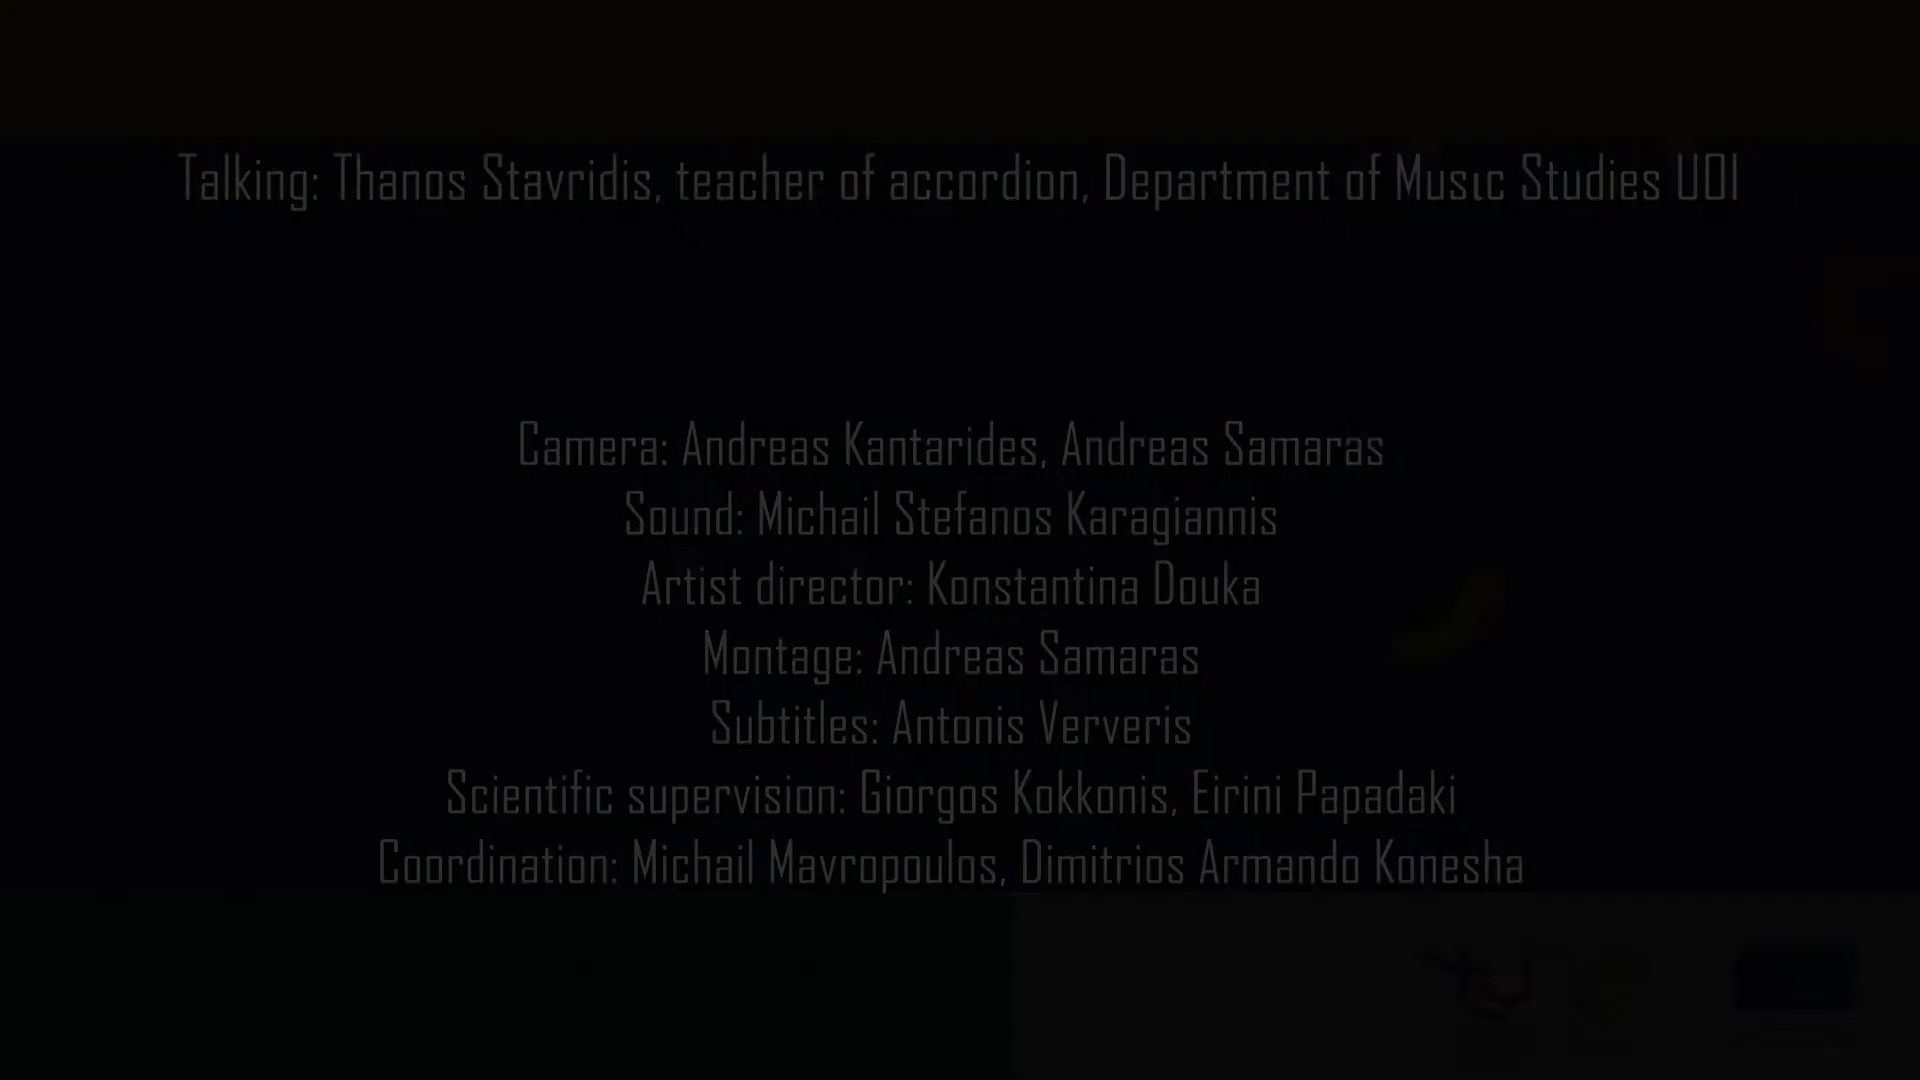 Talking: Thanos Stavridis, teacher of accordion, Department of Musιc Studies UOI
Camera: Andreas Kantarides, Andreas Samaras
Sound: Michail Stefanos Karagiannis
Artist director: Konstantina Douka
Montage: Andreas Samaras
Subtitles: Antonis Ververis
Scientific supervision: Giorgos Kokkonis, Eirini Papadaki
Coordination: Michail Mavropoulos, Dimitrios Armando Konesha